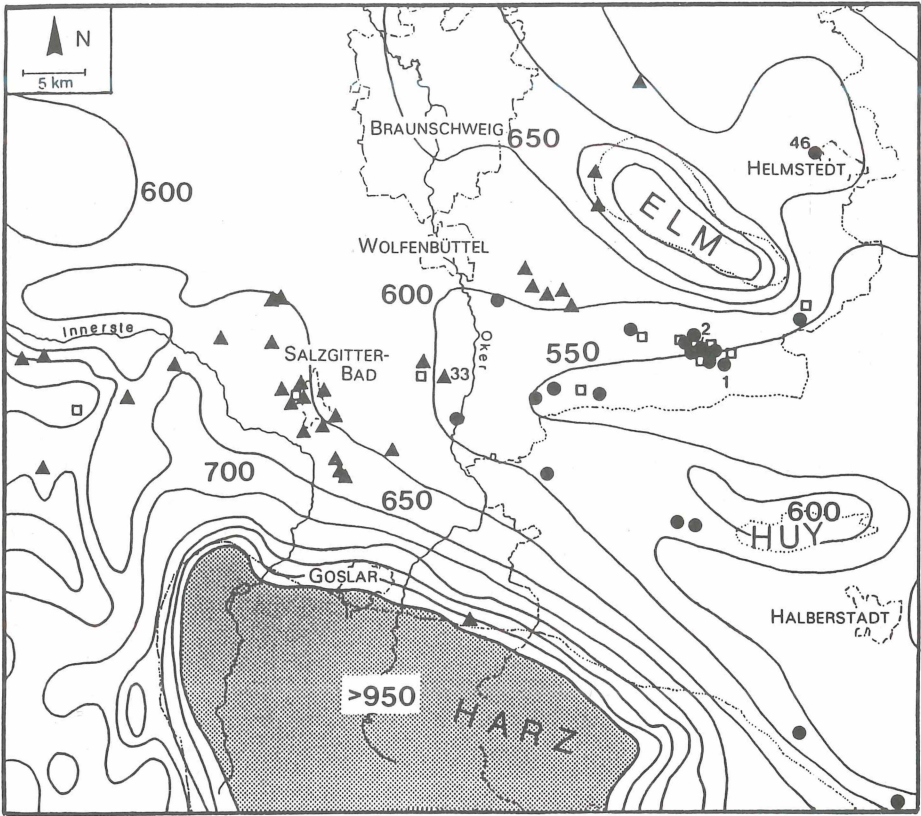 N
5 km
BRAUNSCHWEIG
650
46
HELMSTEDT
600
ELM
WOLFENBÜTTEL
600
Innerste
Oker
2
550
SALZGITTER-
BAD
33
1
700
650
600
HUY
GOSLAR
HALBERSTADT
>950
HARZ